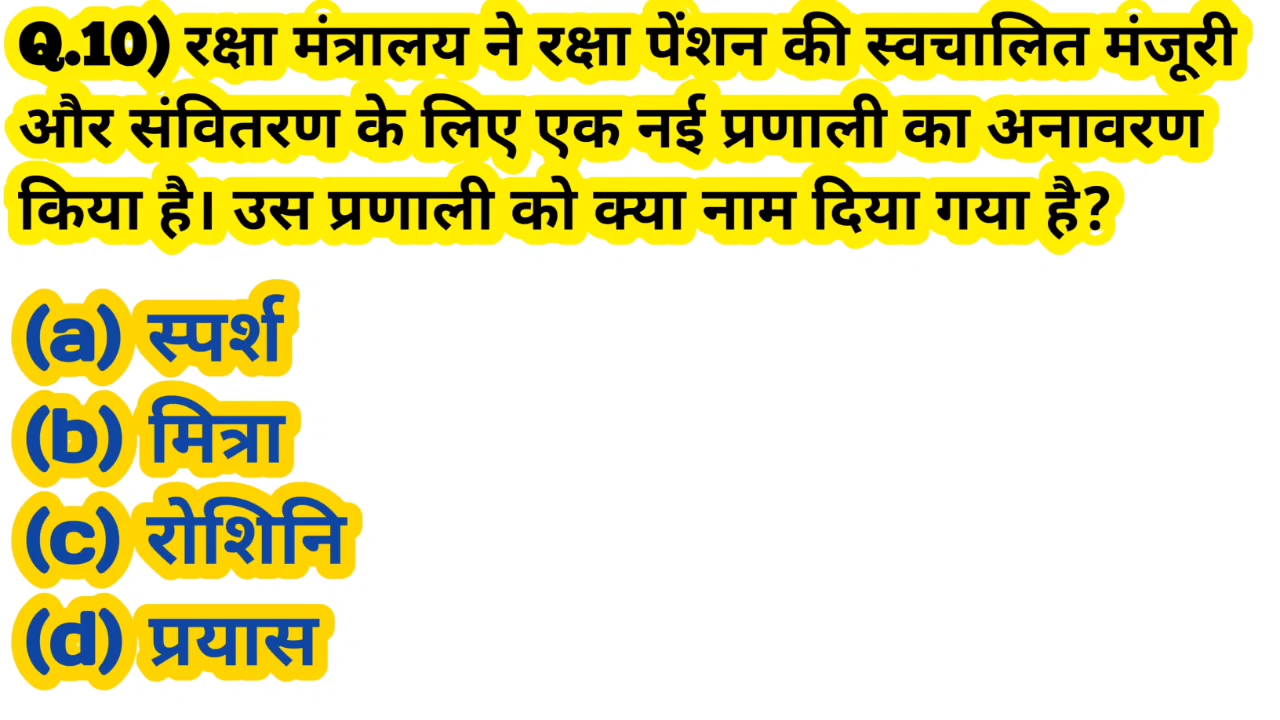 Q.10) रक्षा मंत्रालय ने रक्षा पेंशन की स्वचालित मंजूरी
और संवितरण के लिए एक नई प्रणाली का अनावरण
किया है। उस प्रणाली को क्या नाम दिया गया है?
(a) स्पर्श
(b) मित्रा
(c) रोशिनि
(d) प्रयास